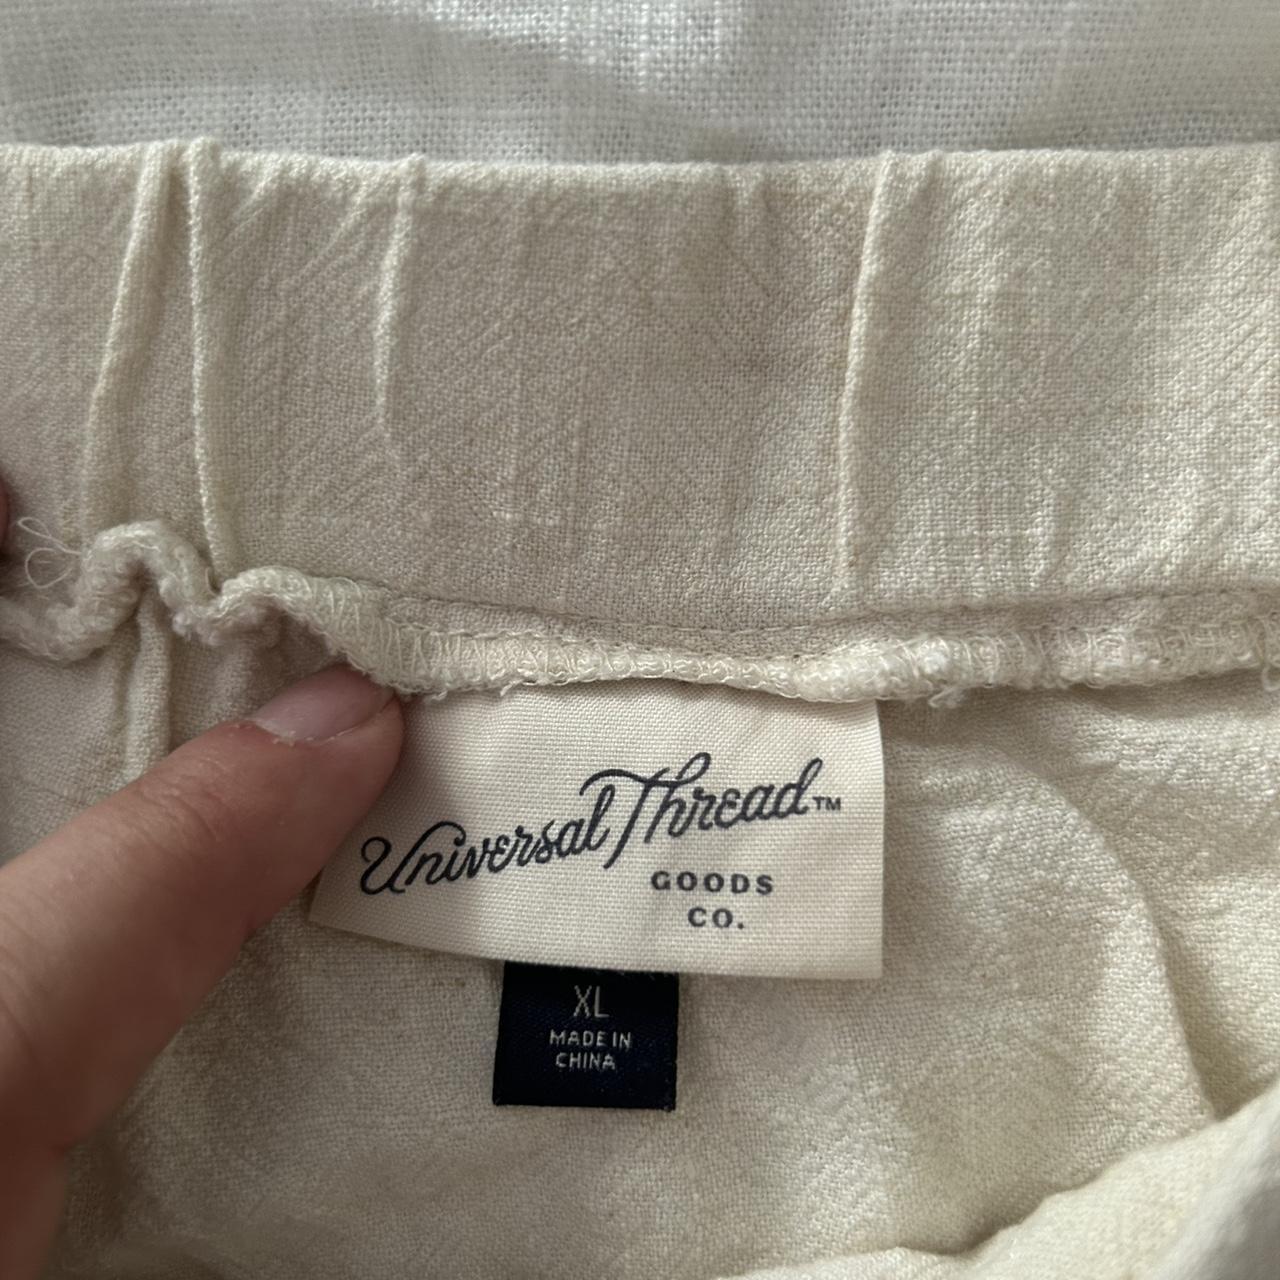 Universal Thread™
GOODS
CO.
XL
MADE IN
CHINA